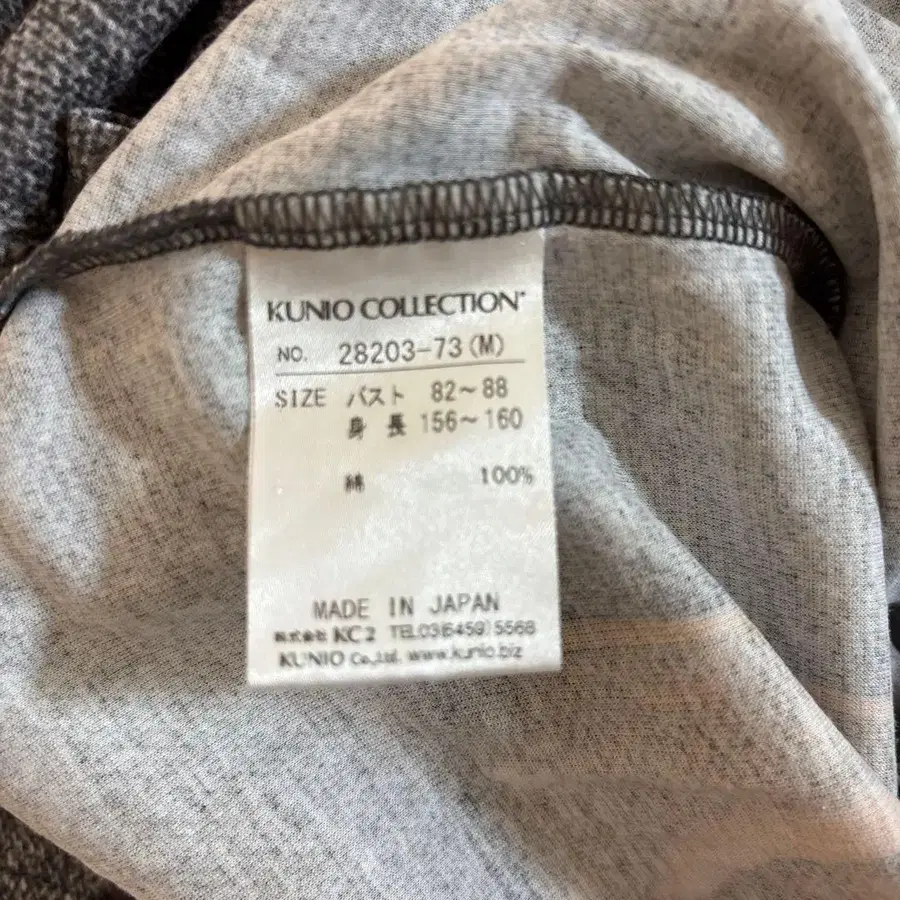 KUNIO COLLECTION
NO. 28203-73(M)
SIZE バスト 82~88
身長 156~160
綿 100%
MADE IN JAPAN
株式会社 KC2 TEL03(6459)5568
KUNIO Co.,Ltd. www.kunio.biz